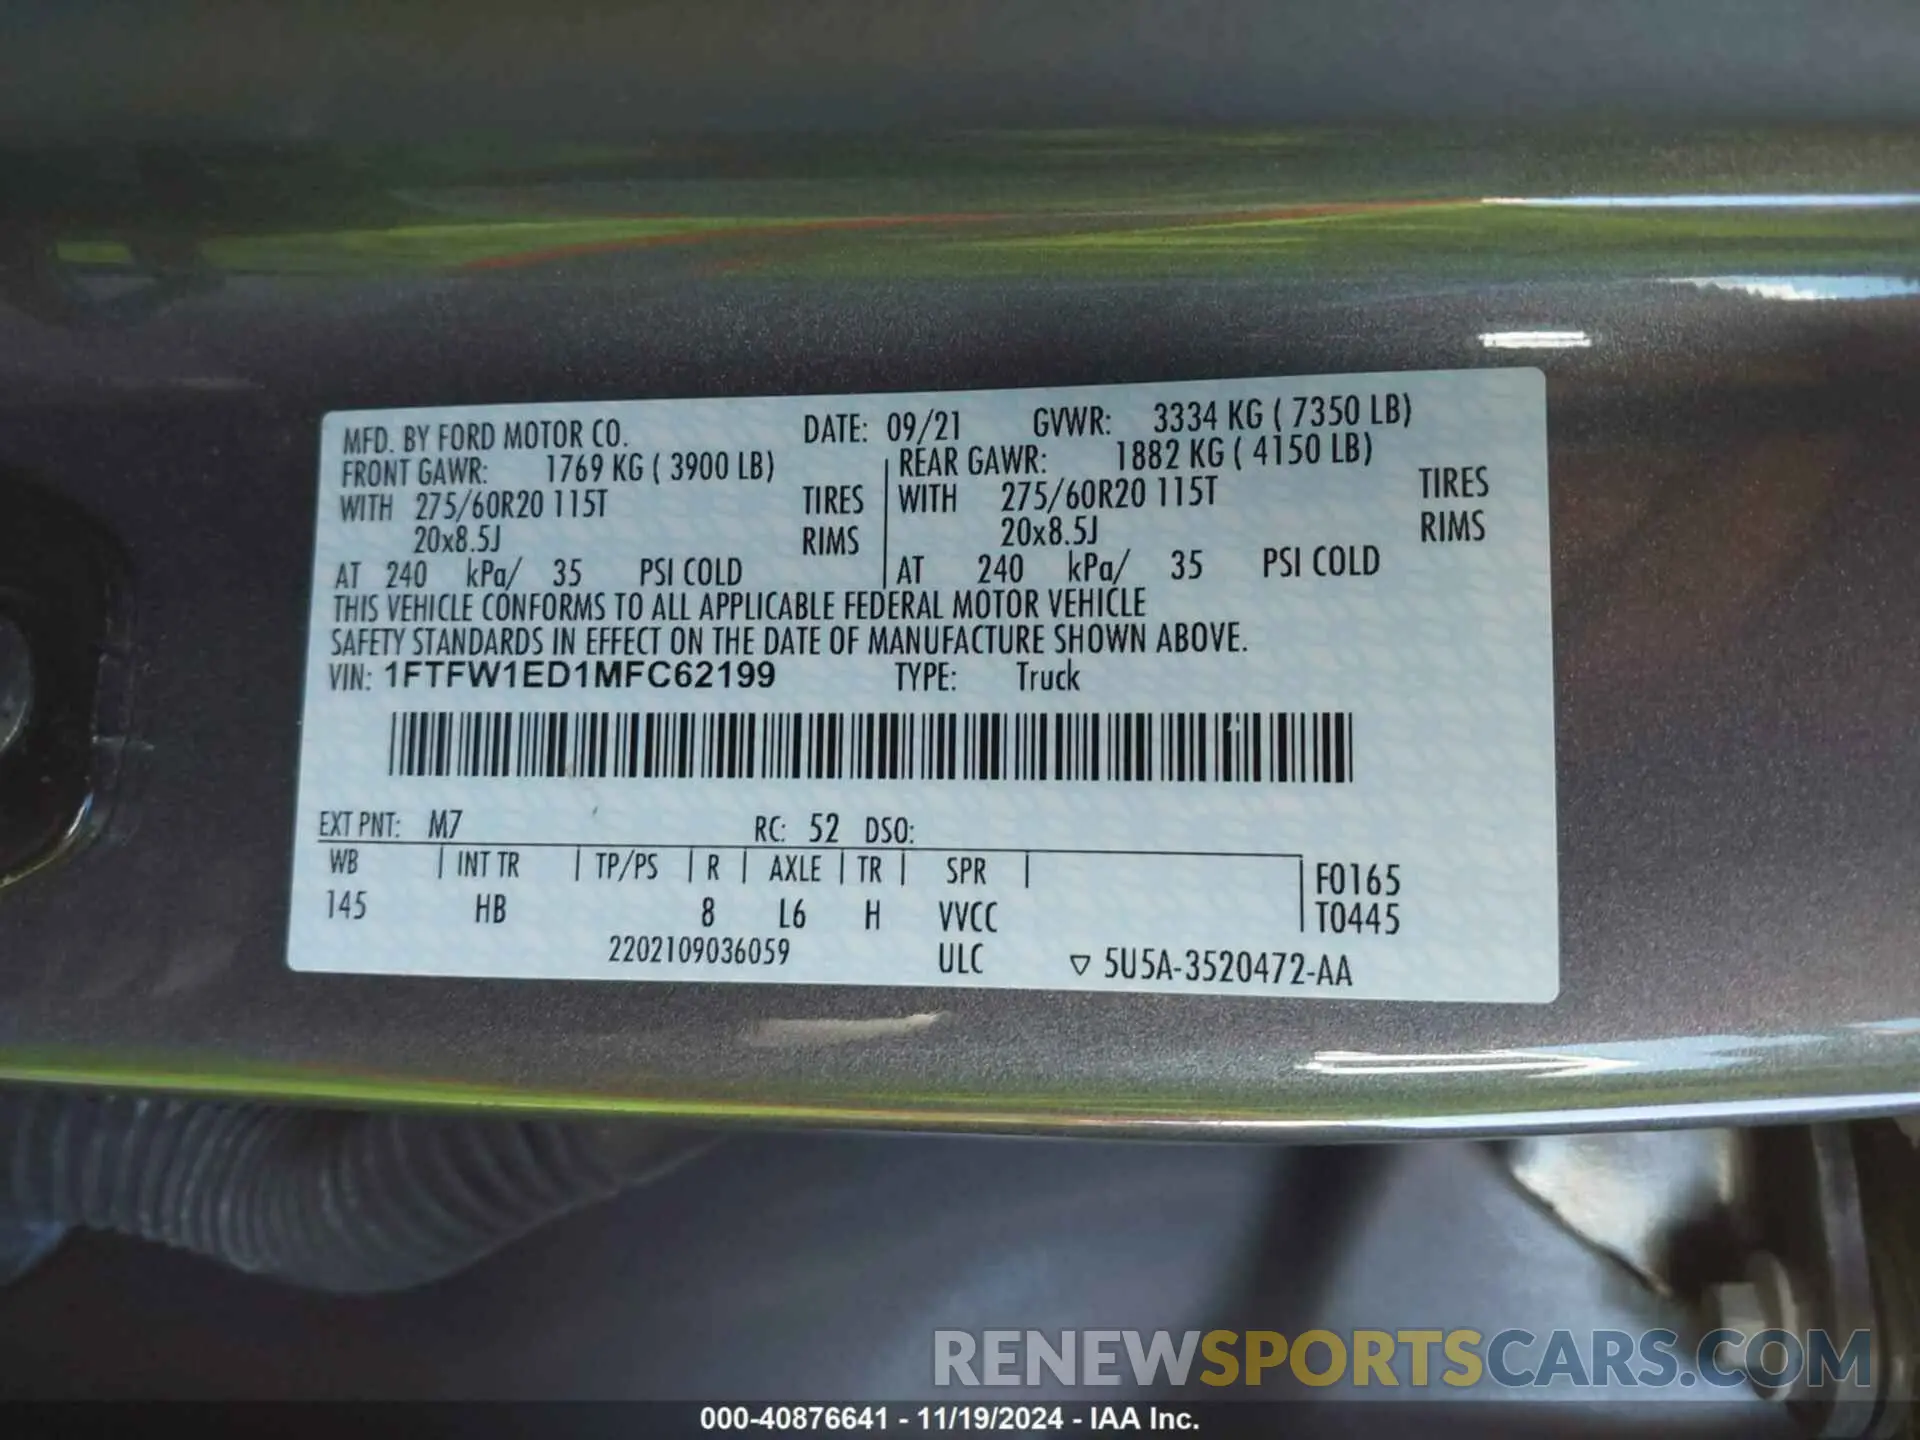 MFD. BY FORD MOTOR CO. DATE: 09/21 GVWR: 3334 KG ( 7350 LB)
FRONT GAWR: 1769 KG ( 3900 LB) REAR GAWR: 1882 KG ( 4150 LB)
WITH 275/60R20 115T TIRES WITH 275/60R20 115T TIRES
20x8.5J RIMS 20x8.5J RIMS
AT 240 kPa/ 35 PSI COLD AT 240 kPa/ 35 PSI COLD
THIS VEHICLE CONFORMS TO ALL APPLICABLE FEDERAL MOTOR VEHICLE
SAFETY STANDARDS IN EFFECT ON THE DATE OF MANUFACTURE SHOWN ABOVE.
VIN: 1FTFW1ED1MFC62199 TYPE: Truck
EXT PNT: M7 RC: 52 DSO:
WB INT TR TP/PS R AXLE TR SPR F0165
145 HB 8 L6 H VVCC T0445
2202109036059 ULC ▽ 5U5A-3520472-AA
RENEWSPORTSCARS.COM
000-40876641 - 11/19/2024 - IAA Inc.